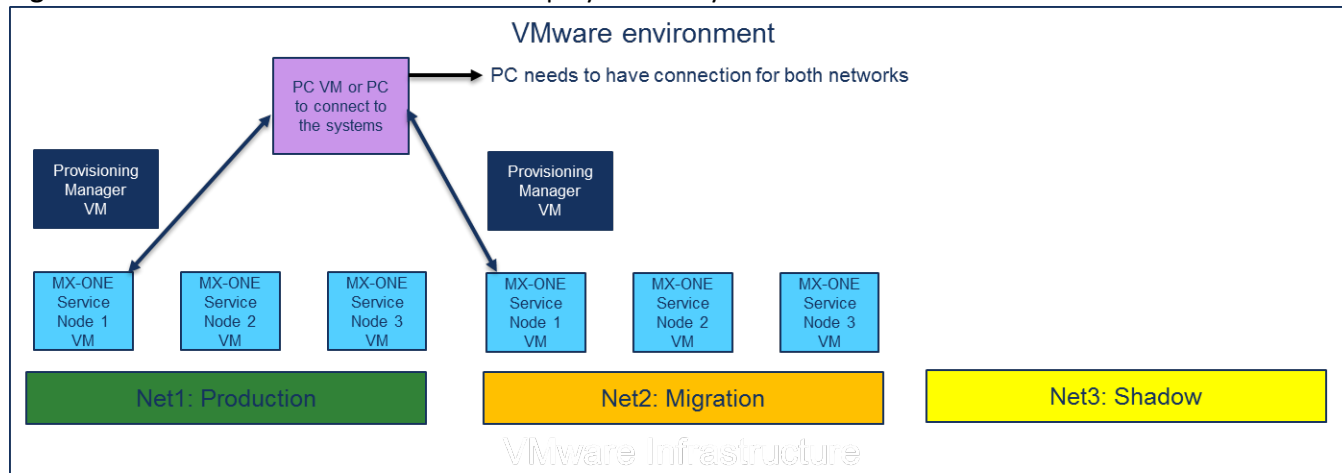 VMware environment
PC VM or PC
to connect to
the systems
PC needs to have connection for both networks
Provisioning
Manager
VM
Provisioning
Manager
VM
MX-ONE
Service
Node 1
VM
MX-ONE
Service
Node 2
VM
MX-ONE
Service
Node 3
VM
MX-ONE
Service
Node 1
VM
MX-ONE
Service
Node 2
VM
MX-ONE
Service
Node 3
VM
Net1: Production
Net2: Migration
Net3: Shadow
VMware Infrastructure